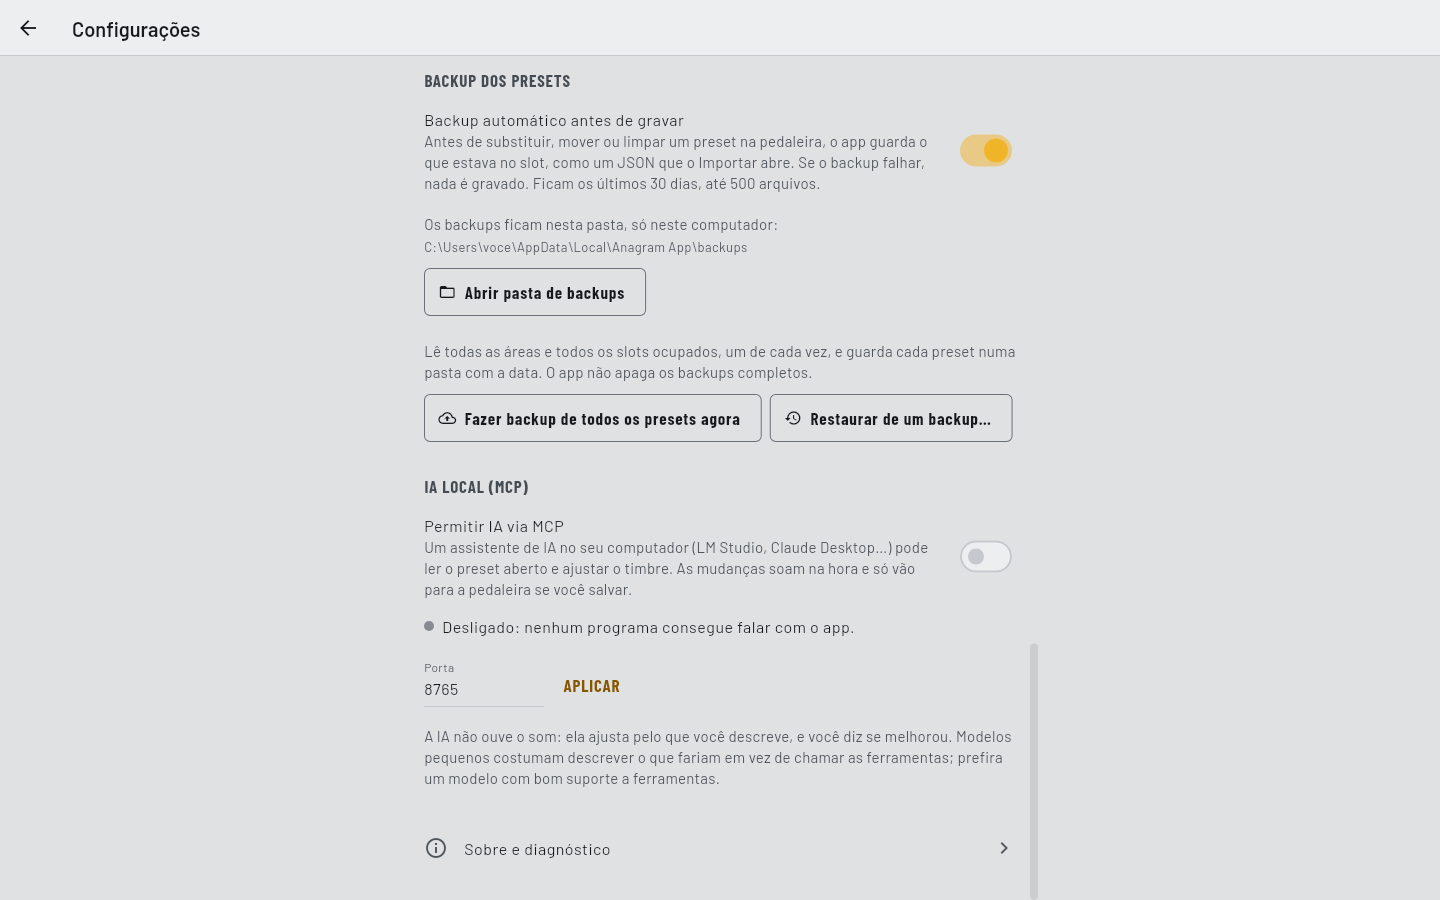 Configurações
BACKUP DOS PRESETS
Backup automático antes de gravar
Antes de substituir, mover ou limpar um preset na pedaleira, o app guarda o
que estava no slot, como um JSON que o Importar abre. Se o backup falhar,
nada é gravado. Ficam os últimos 30 dias, até 500 arquivos.
Os backups ficam nesta pasta, só neste computador:
C:\Users\voce\AppData\Local\Anagram App\backups
Abrir pasta de backups
Lê todas as áreas e todos os slots ocupados, um de cada vez, e guarda cada preset numa
pasta com a data. O app não apaga os backups completos.
Fazer backup de todos os presets agora
Restaurar de um backup...
IA LOCAL (MCP)
Permitir IA via MCP
Um assistente de IA no seu computador (LM Studio, Claude Desktop...) pode
ler o preset aberto e ajustar o timbre. As mudanças soam na hora e só vão
para a pedaleira se você salvar.
Desligado: nenhum programa consegue falar com o app.
Porta
8765
APLICAR
A IA não ouve o som: ela ajusta pelo que você descreve, e você diz se melhorou. Modelos
pequenos costumam descrever o que fariam em vez de chamar as ferramentas; prefira
um modelo com bom suporte a ferramentas.
Sobre e diagnóstico